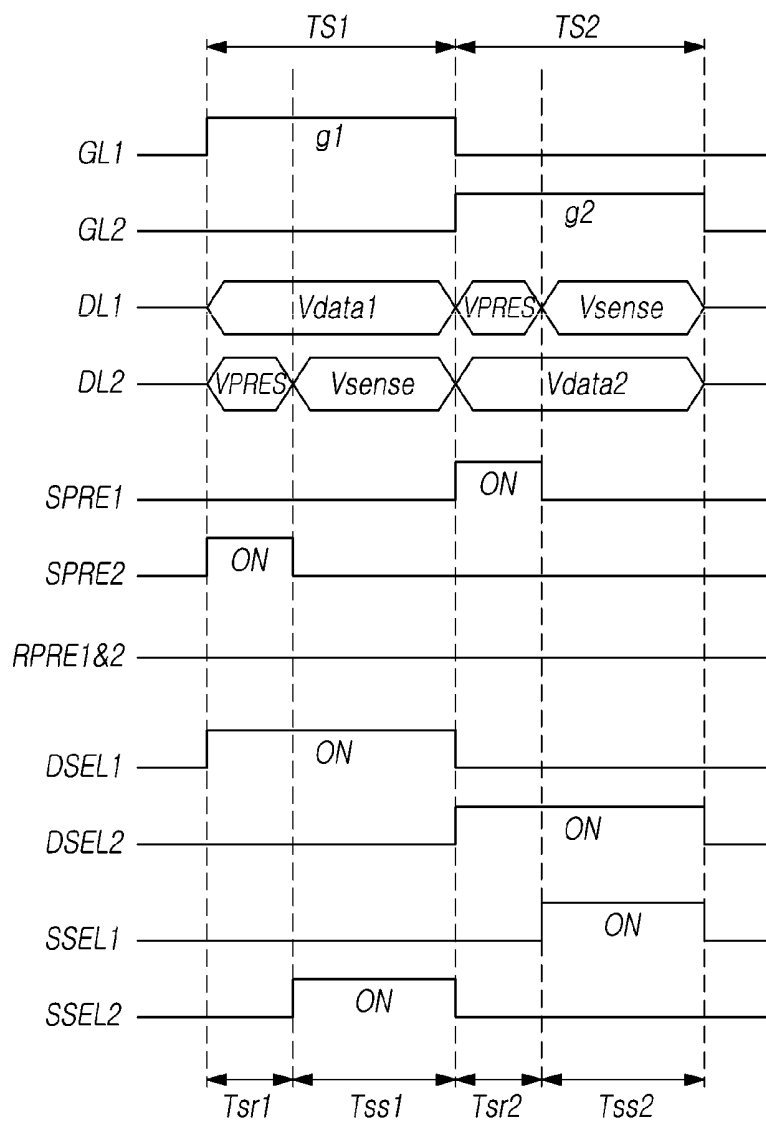 TS1 TS2
GL1 g1
GL2 g2
DL1 Vdata1 VPRES Vsense
DL2 VPRES Vsense Vdata2
SPRE1 ON
SPRE2 ON
RPRE1&2
DSEL1 ON
DSEL2 ON
SSEL1 ON
SSEL2 ON
Tsr1 Tss1 Tsr2 Tss2